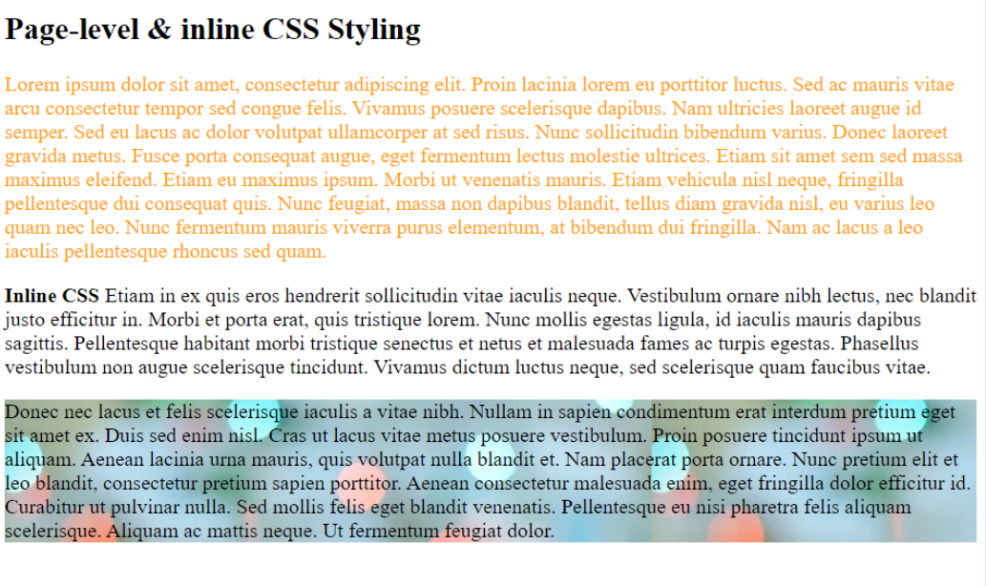 Page-level & inline CSS Styling
Lorem ipsum dolor sit amet, consectetur adipiscing elit. Proin lacinia lorem eu porttitor luctus. Sed ac mauris vitae
arcu consectetur tempor sed congue felis. Vivamus posuere scelerisque dapibus. Nam ultricies laoreet augue id
semper. Sed eu lacus ac dolor volutpat ullamcorper at sed risus. Nunc sollicitudin bibendum varius. Donec laoreet
gravida metus. Fusce porta consequat augue, eget fermentum lectus molestie ultrices. Etiam sit amet sem sed massa
maximus eleifend. Etiam eu maximus ipsum. Morbi ut venenatis mauris. Etiam vehicula nisl neque, fringilla
pellentesque dui consequat quis. Nunc feugiat, massa non dapibus blandit, tellus diam gravida nisl, eu varius leo
quam nec leo. Nunc fermentum mauris viverra purus elementum, at bibendum dui fringilla. Nam ac lacus a leo
iaculis pellentesque rhoncus sed quam.
Inline CSS Etiam in ex quis eros hendrerit sollicitudin vitae iaculis neque. Vestibulum ornare nibh lectus, nec blandit
justo efficitur in. Morbi et porta erat, quis tristique lorem. Nunc mollis egestas ligula, id iaculis mauris dapibus
sagittis. Pellentesque habitant morbi tristique senectus et netus et malesuada fames ac turpis egestas. Phasellus
vestibulum non augue scelerisque tincidunt. Vivamus dictum luctus neque, sed scelerisque quam faucibus vitae.
Donec nec lacus et felis scelerisque iaculis a vitae nibh. Nullam in sapien condimentum erat interdum pretium eget
sit amet ex. Duis sed enim nisl. Cras ut lacus vitae metus posuere vestibulum. Proin posuere tincidunt ipsum ut
aliquam. Aenean lacinia urna mauris, quis volutpat nulla blandit et. Nam placerat porta ornare. Nunc pretium elit et
leo blandit, consectetur pretium sapien porttitor. Aenean consectetur malesuada enim, eget fringilla dolor efficitur id.
Curabitur ut pulvinar nulla. Sed mollis felis eget blandit venenatis. Pellentesque eu nisi pharetra felis aliquam
scelerisque. Aliquam ac mattis neque. Ut fermentum feugiat dolor.